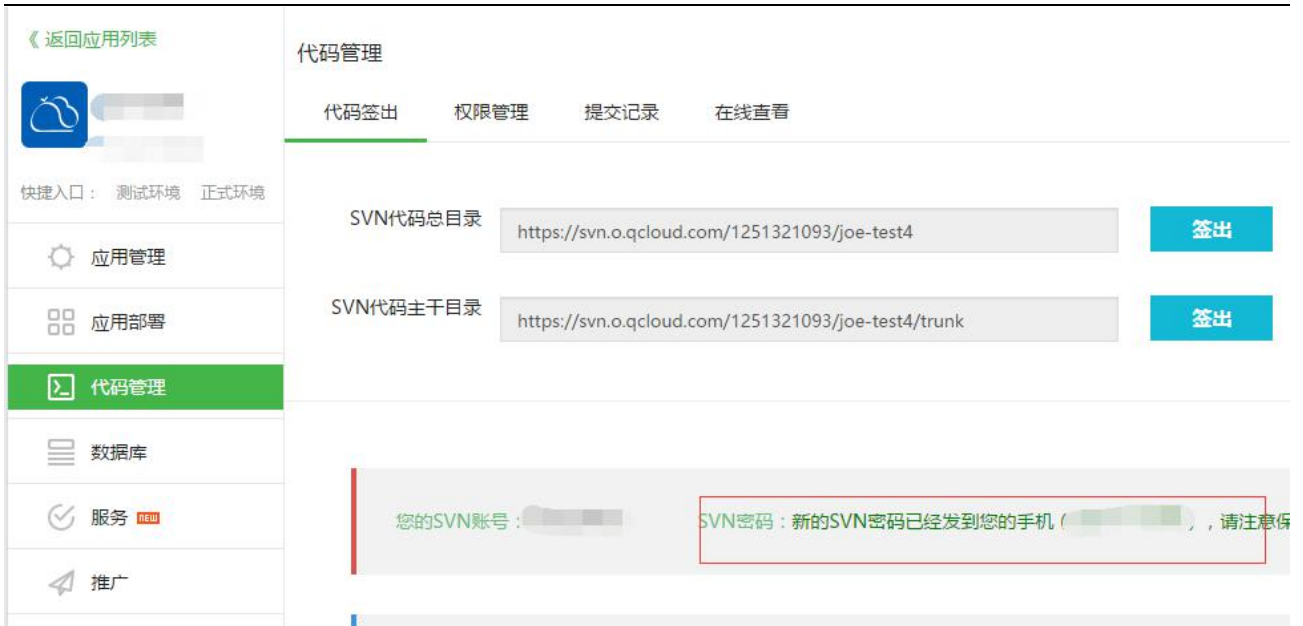 《 返回应用列表
代码管理
代码签出 权限管理 提交记录 在线查看
快捷入口： 测试环境 正式环境
应用管理
应用部署
代码管理
数据库
服务 NEW
推广
SVN代码总目录 https://svn.o.qcloud.com/1251321093/joe-test4 签出
SVN代码主干目录 https://svn.o.qcloud.com/1251321093/joe-test4/trunk 签出
您的SVN账号： SVN密码：新的SVN密码已经发到您的手机（ ），请注意保